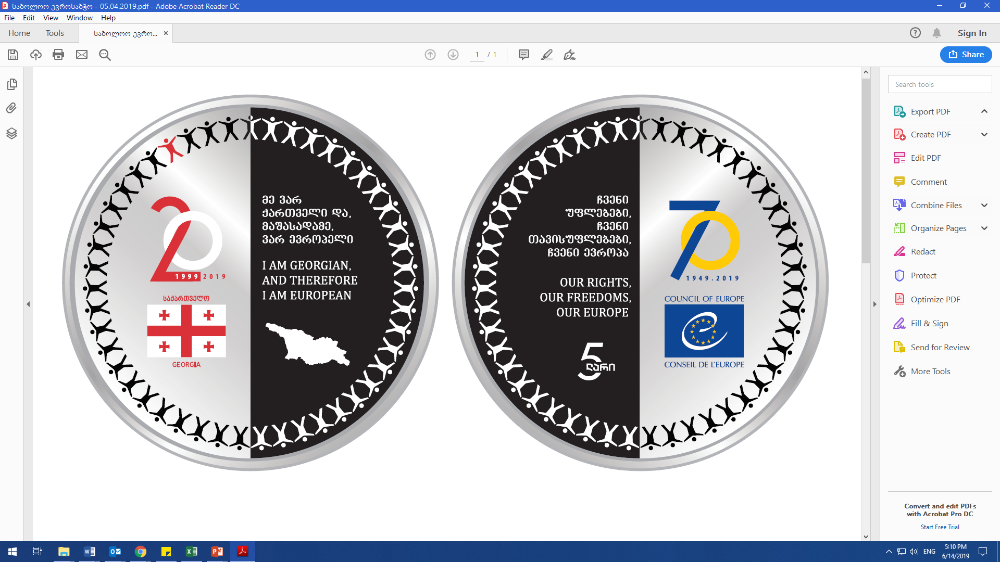 საბოლოო ევროსაბჭო - 05.04.2019.pdf - Adobe Acrobat Reader DC
File Edit View Window Help
Home Tools საბოლოო ევრო... Sign In
1 / 1 Share
Search tools
Export PDF
Create PDF
Edit PDF
Comment
Combine Files
Organize Pages
Redact
Protect
Optimize PDF
Fill & Sign
Send for Review
More Tools
Convert and edit PDFs
with Acrobat Pro DC
Start Free Trial
20
1999 2019
საქართველო
GEORGIA
მე ვარ
ქართველი და,
მაშასადამე,
ვარ ევროპელი
I AM GEORGIAN,
AND THEREFORE
I AM EUROPEAN
ჩვენი
უფლებები,
ჩვენი
თავისუფლებები,
ჩვენი ევროპა
OUR RIGHTS,
OUR FREEDOMS,
OUR EUROPE
5
ლარი
70
1949.2019
COUNCIL OF EUROPE
CONSEIL DE L'EUROPE
ENG
5:10 PM
6/14/2019